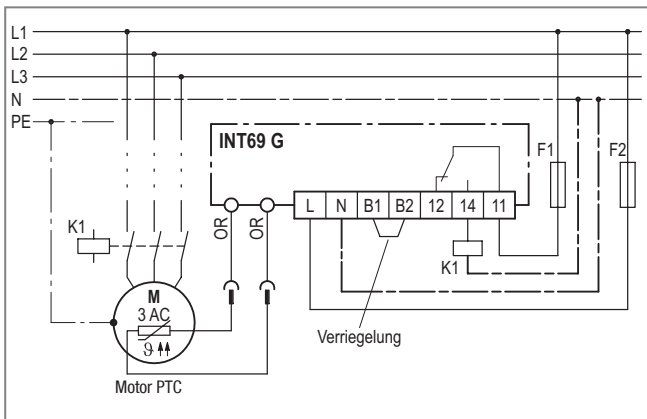 L1
L2
L3
N
PE
INT69 G
F1
F2
L N B1 B2 12 14 11
OR
OR
K1
K1
M
3 AC
ϑ
Verriegelung
Motor PTC